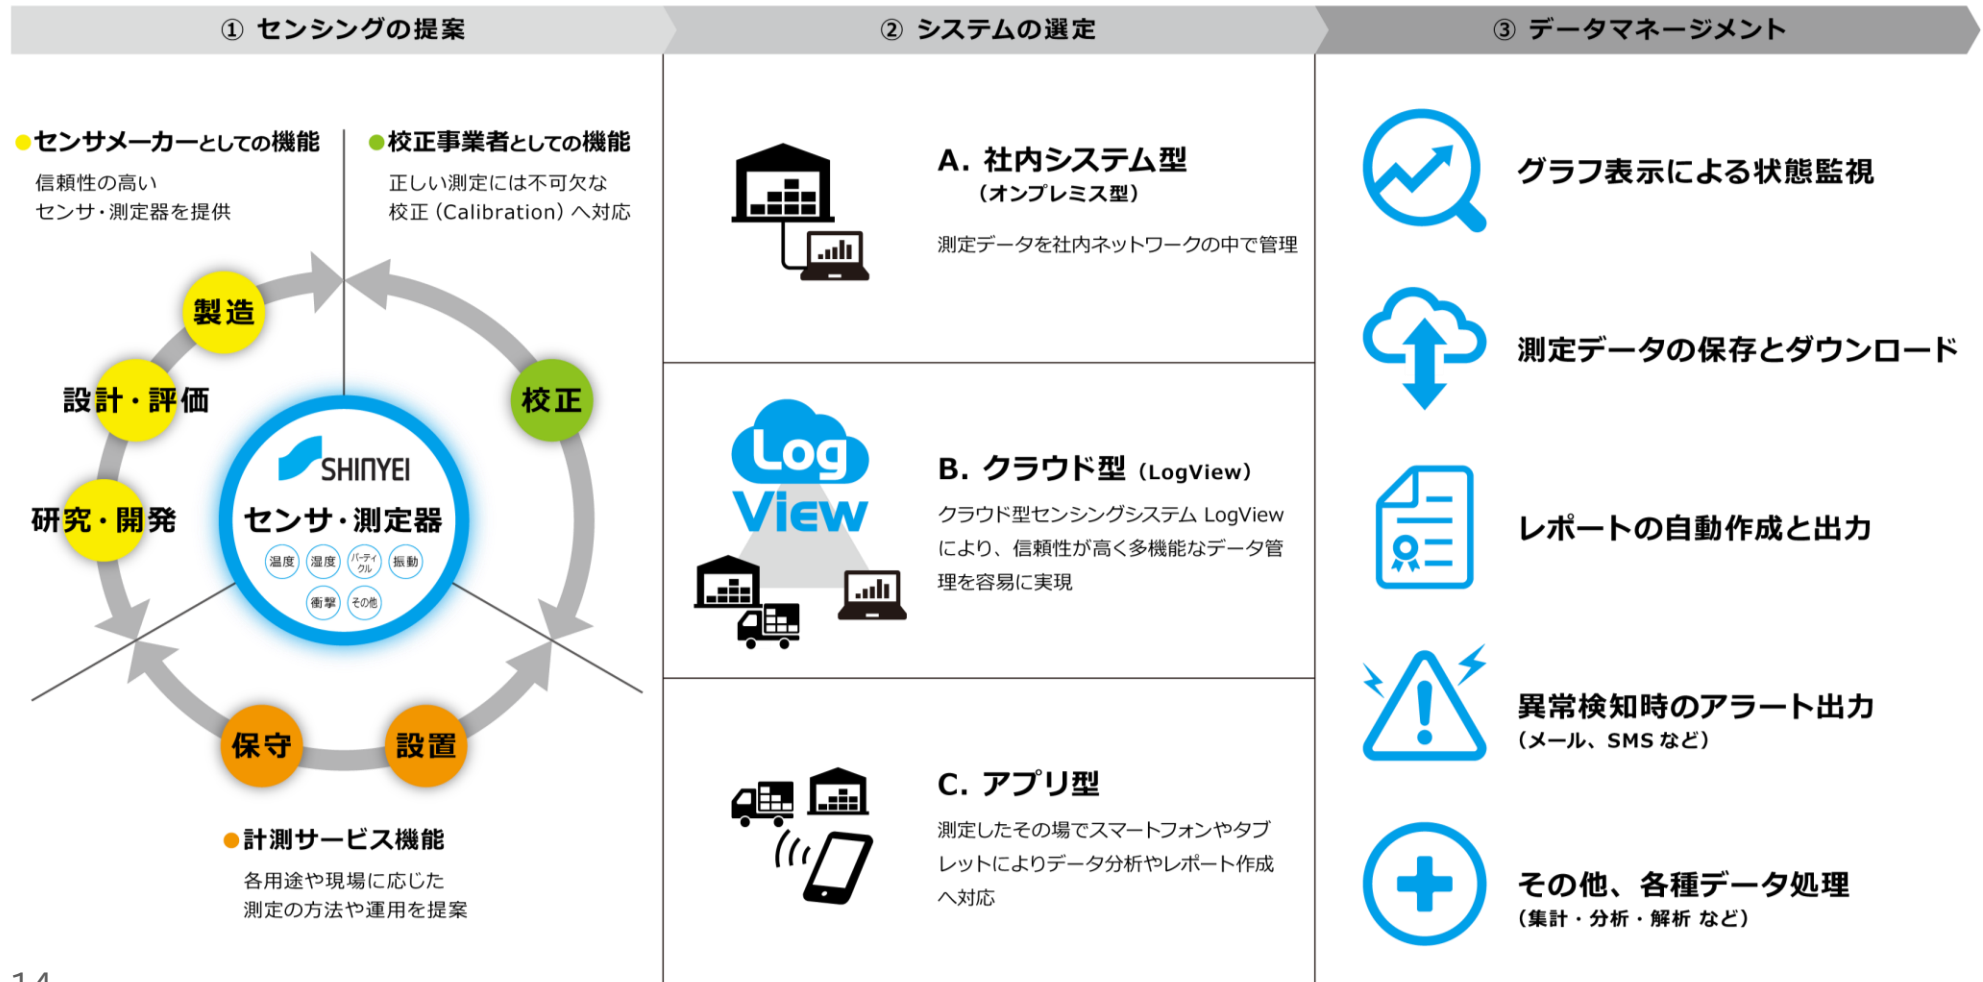 ① センシングの提案
② システムの選定
③ データマネージメント
●センサメーカーとしての機能
信頼性の高い
センサ・測定器を提供
●校正事業者としての機能
正しい測定には不可欠な
校正（Calibration）へ対応
製造
設計・評価
研究・開発
校正
SHINYEI
センサ・測定器
温度
湿度
パーティ
クル
振動
衝撃
その他
保守
設置
●計測サービス機能
各用途や現場に応じた
測定の方法や運用を提案
A. 社内システム型
（オンプレミス型）
測定データを社内ネットワークの中で管理
Log
View
B. クラウド型（LogView）
クラウド型センシングシステム LogView
により、信頼性が高く多機能なデータ管
理を容易に実現
C. アプリ型
測定したその場でスマートフォンやタブ
レットによりデータ分析やレポート作成
へ対応
グラフ表示による状態監視
測定データの保存とダウンロード
レポートの自動作成と出力
異常検知時のアラート出力
（メール、SMS など）
その他、各種データ処理
（集計・分析・解析 など）
14